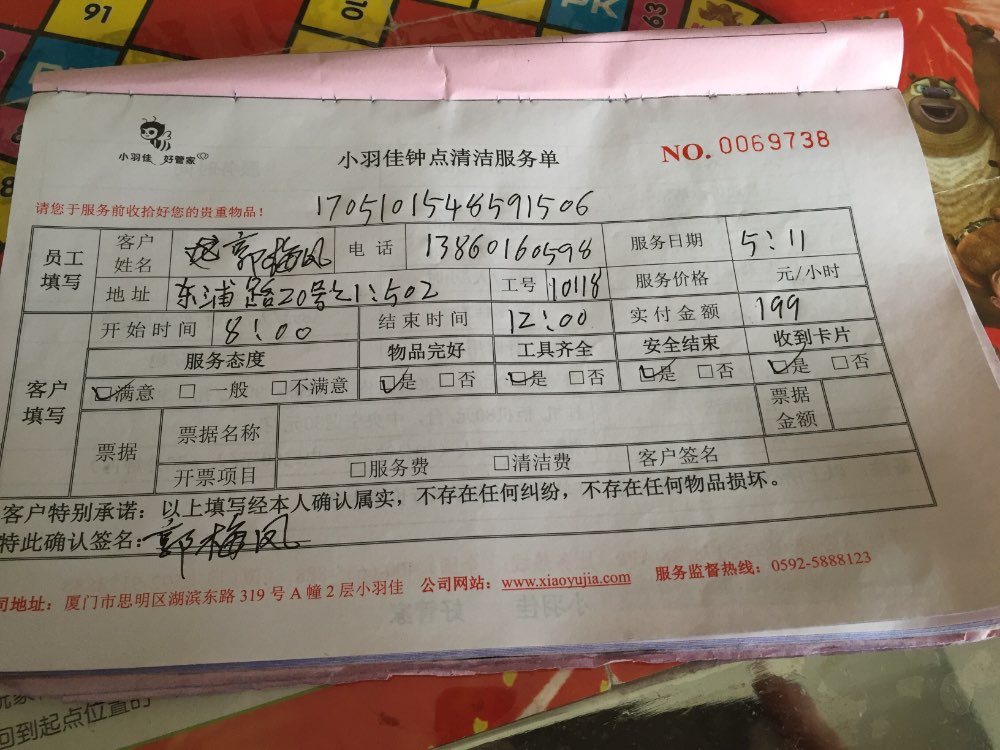 91
10
63
小羽佳 好管家
小羽佳钟点清洁服务单
NO. 0069738
请您于服务前收拾好您的贵重物品！
1705101548591506
员工填写 客户姓名 郭梅凤 电话 13860160598 服务日期 5:11
地址 东浦路20号之1:502 工号 10118 服务价格 元/小时
开始时间 8:00 结束时间 12:00 实付金额 199
客户填写 服务态度 物品完好 工具齐全 安全结束 收到卡片
☑满意 □一般 □不满意 ☑是 □否 ☑是 □否 ☑是 □否 ☑是 □否
票据 票据名称 票据金额
开票项目 □服务费 □清洁费 客户签名
客户特别承诺：以上填写经本人确认属实，不存在任何纠纷，不存在任何物品损坏。
特此确认签名：郭梅凤
司地址：厦门市思明区湖滨东路 319 号 A 幢 2 层小羽佳 公司网站：www.xiaoyujia.com 服务监督热线：0592-5888123
回到起点位置的